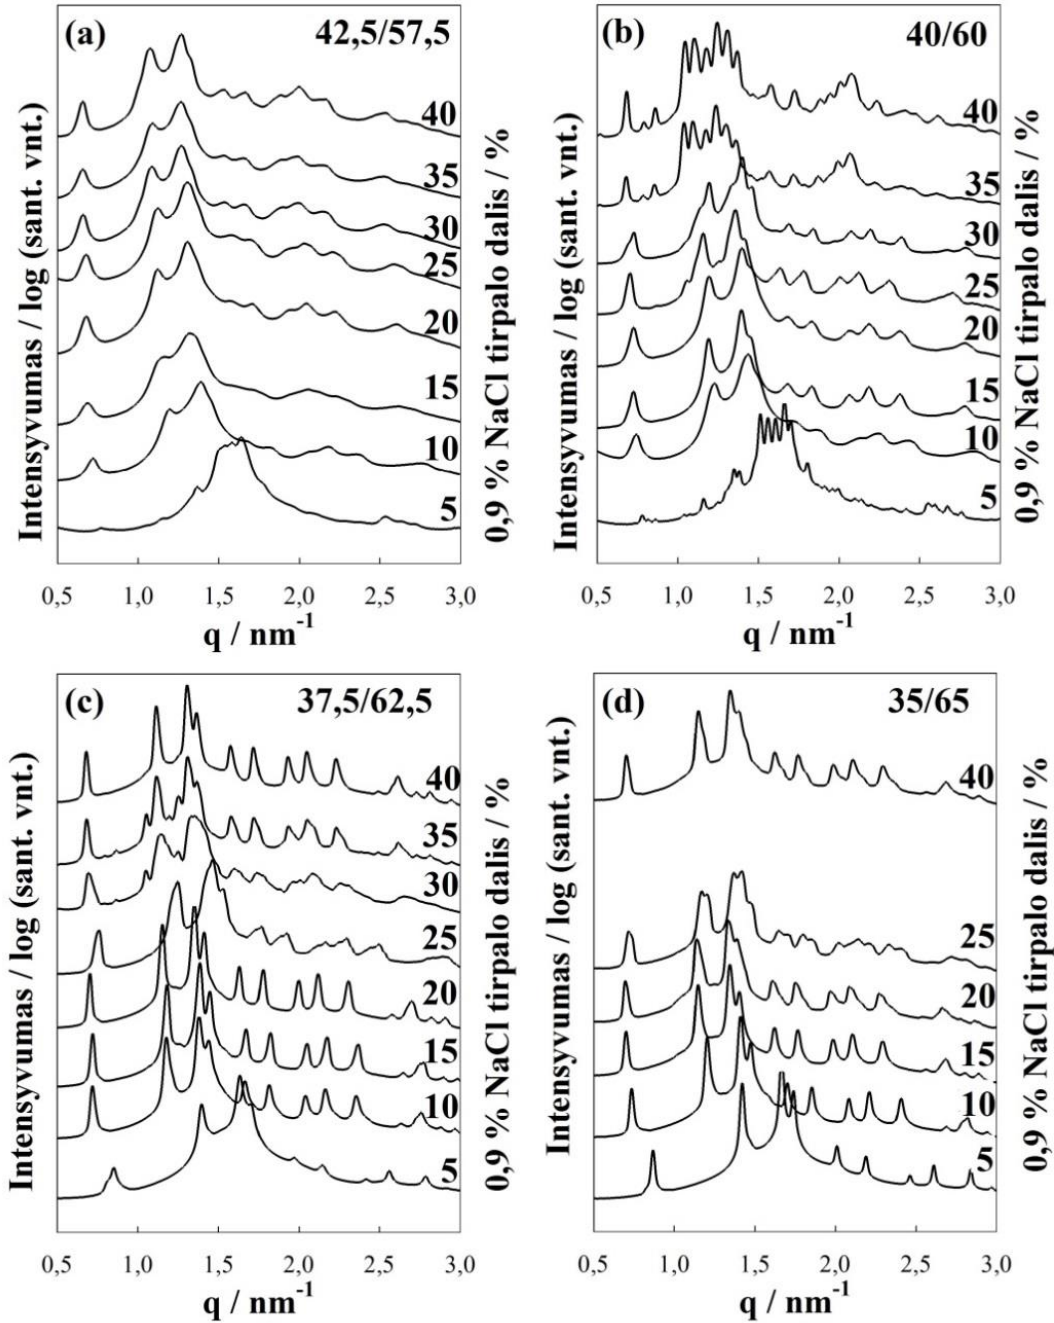 (a) 42,5/57,5
Intensyvumas / log (sant. vnt.)
40
35
30
25
20
15
10
5
0,9 % NaCl tirpalo dalis / %
0,5 1,0 1,5 2,0 2,5 3,0
q / nm⁻¹
(b) 40/60
Intensyvumas / log (sant. vnt.)
40
35
30
25
20
15
10
5
0,9 % NaCl tirpalo dalis / %
0,5 1,0 1,5 2,0 2,5 3,0
q / nm⁻¹
(c) 37,5/62,5
Intensyvumas / log (sant. vnt.)
40
35
30
25
20
15
10
5
0,9 % NaCl tirpalo dalis / %
0,5 1,0 1,5 2,0 2,5 3,0
q / nm⁻¹
(d) 35/65
Intensyvumas / log (sant. vnt.)
40
25
20
15
10
5
0,9 % NaCl tirpalo dalis / %
0,5 1,0 1,5 2,0 2,5 3,0
q / nm⁻¹